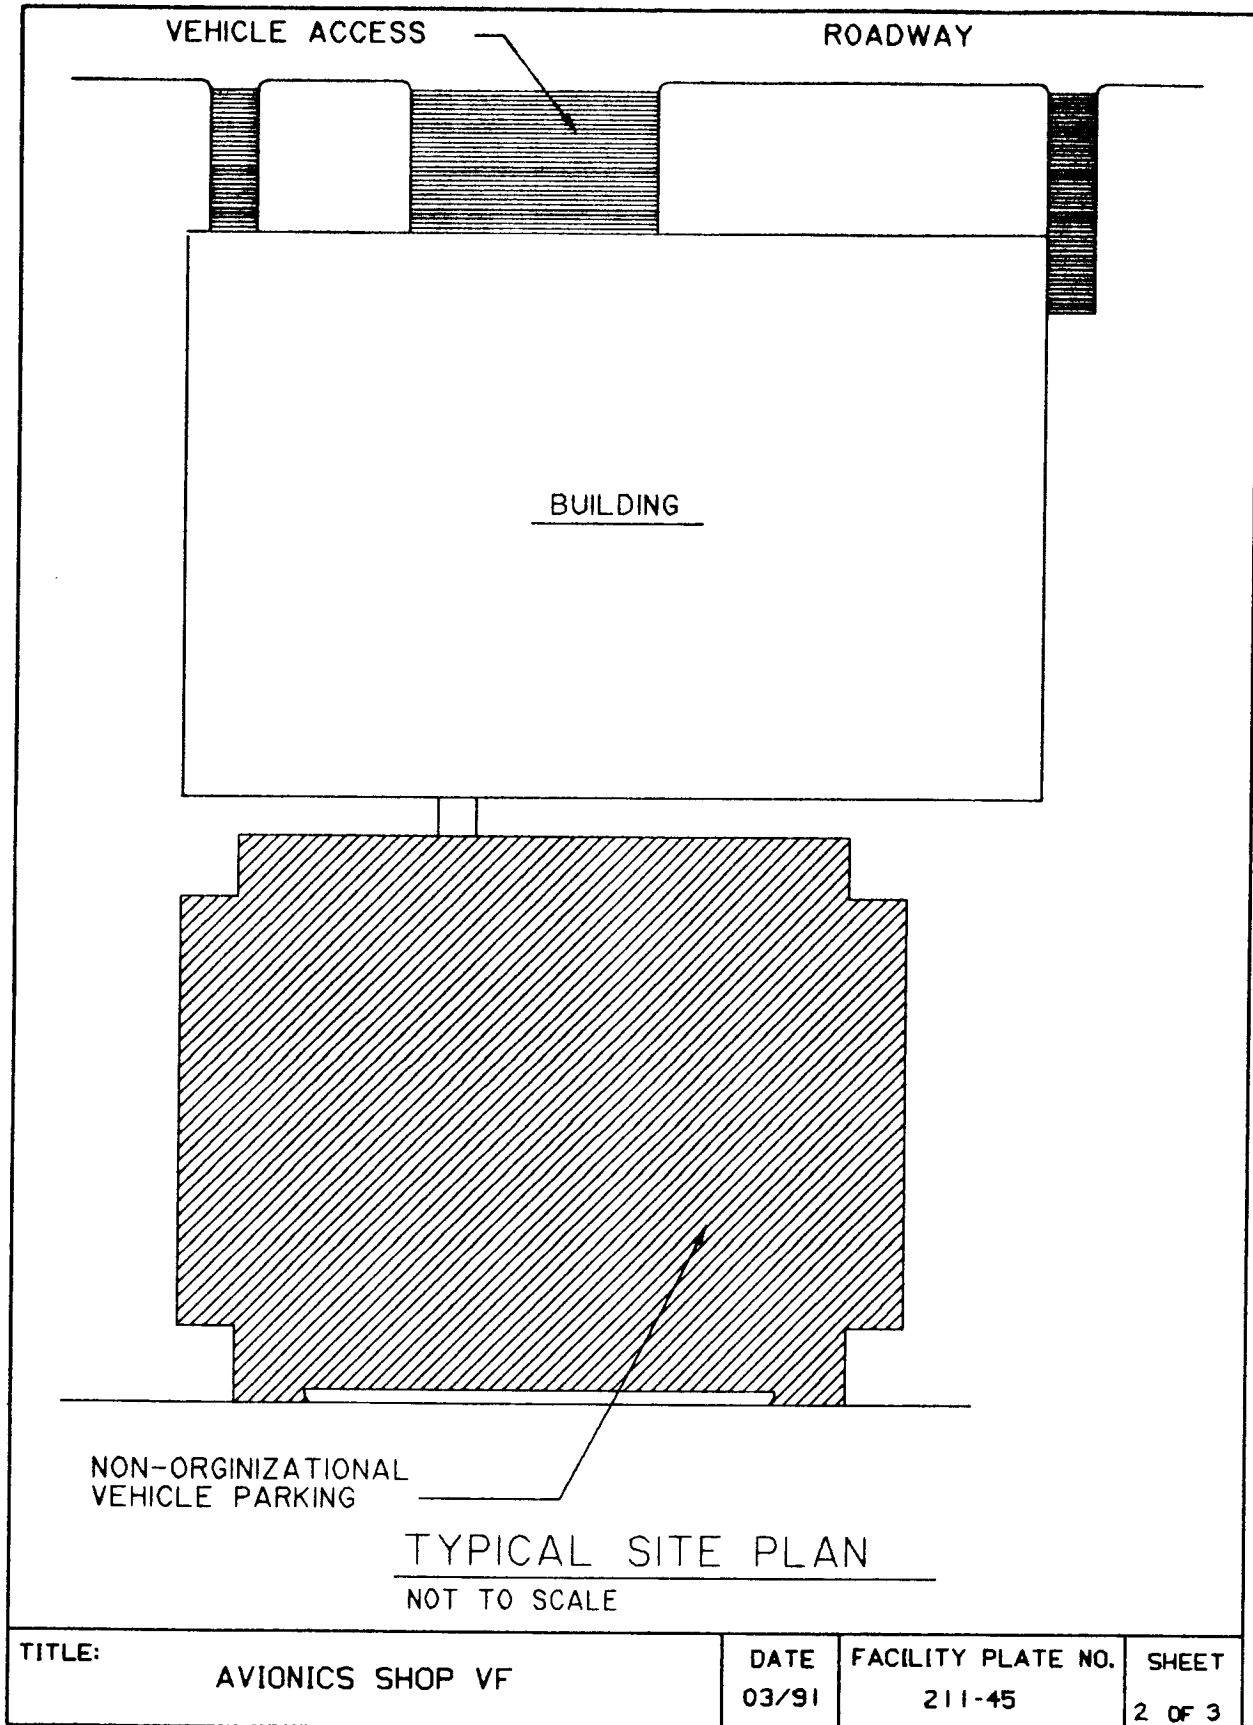 VEHICLE ACCESS
ROADWAY
BUILDING
NON-ORGINIZATIONAL
VEHICLE PARKING
TYPICAL SITE PLAN
NOT TO SCALE
TITLE:
AVIONICS SHOP VF
DATE
03/91
FACILITY PLATE NO.
211-45
SHEET
2 OF 3